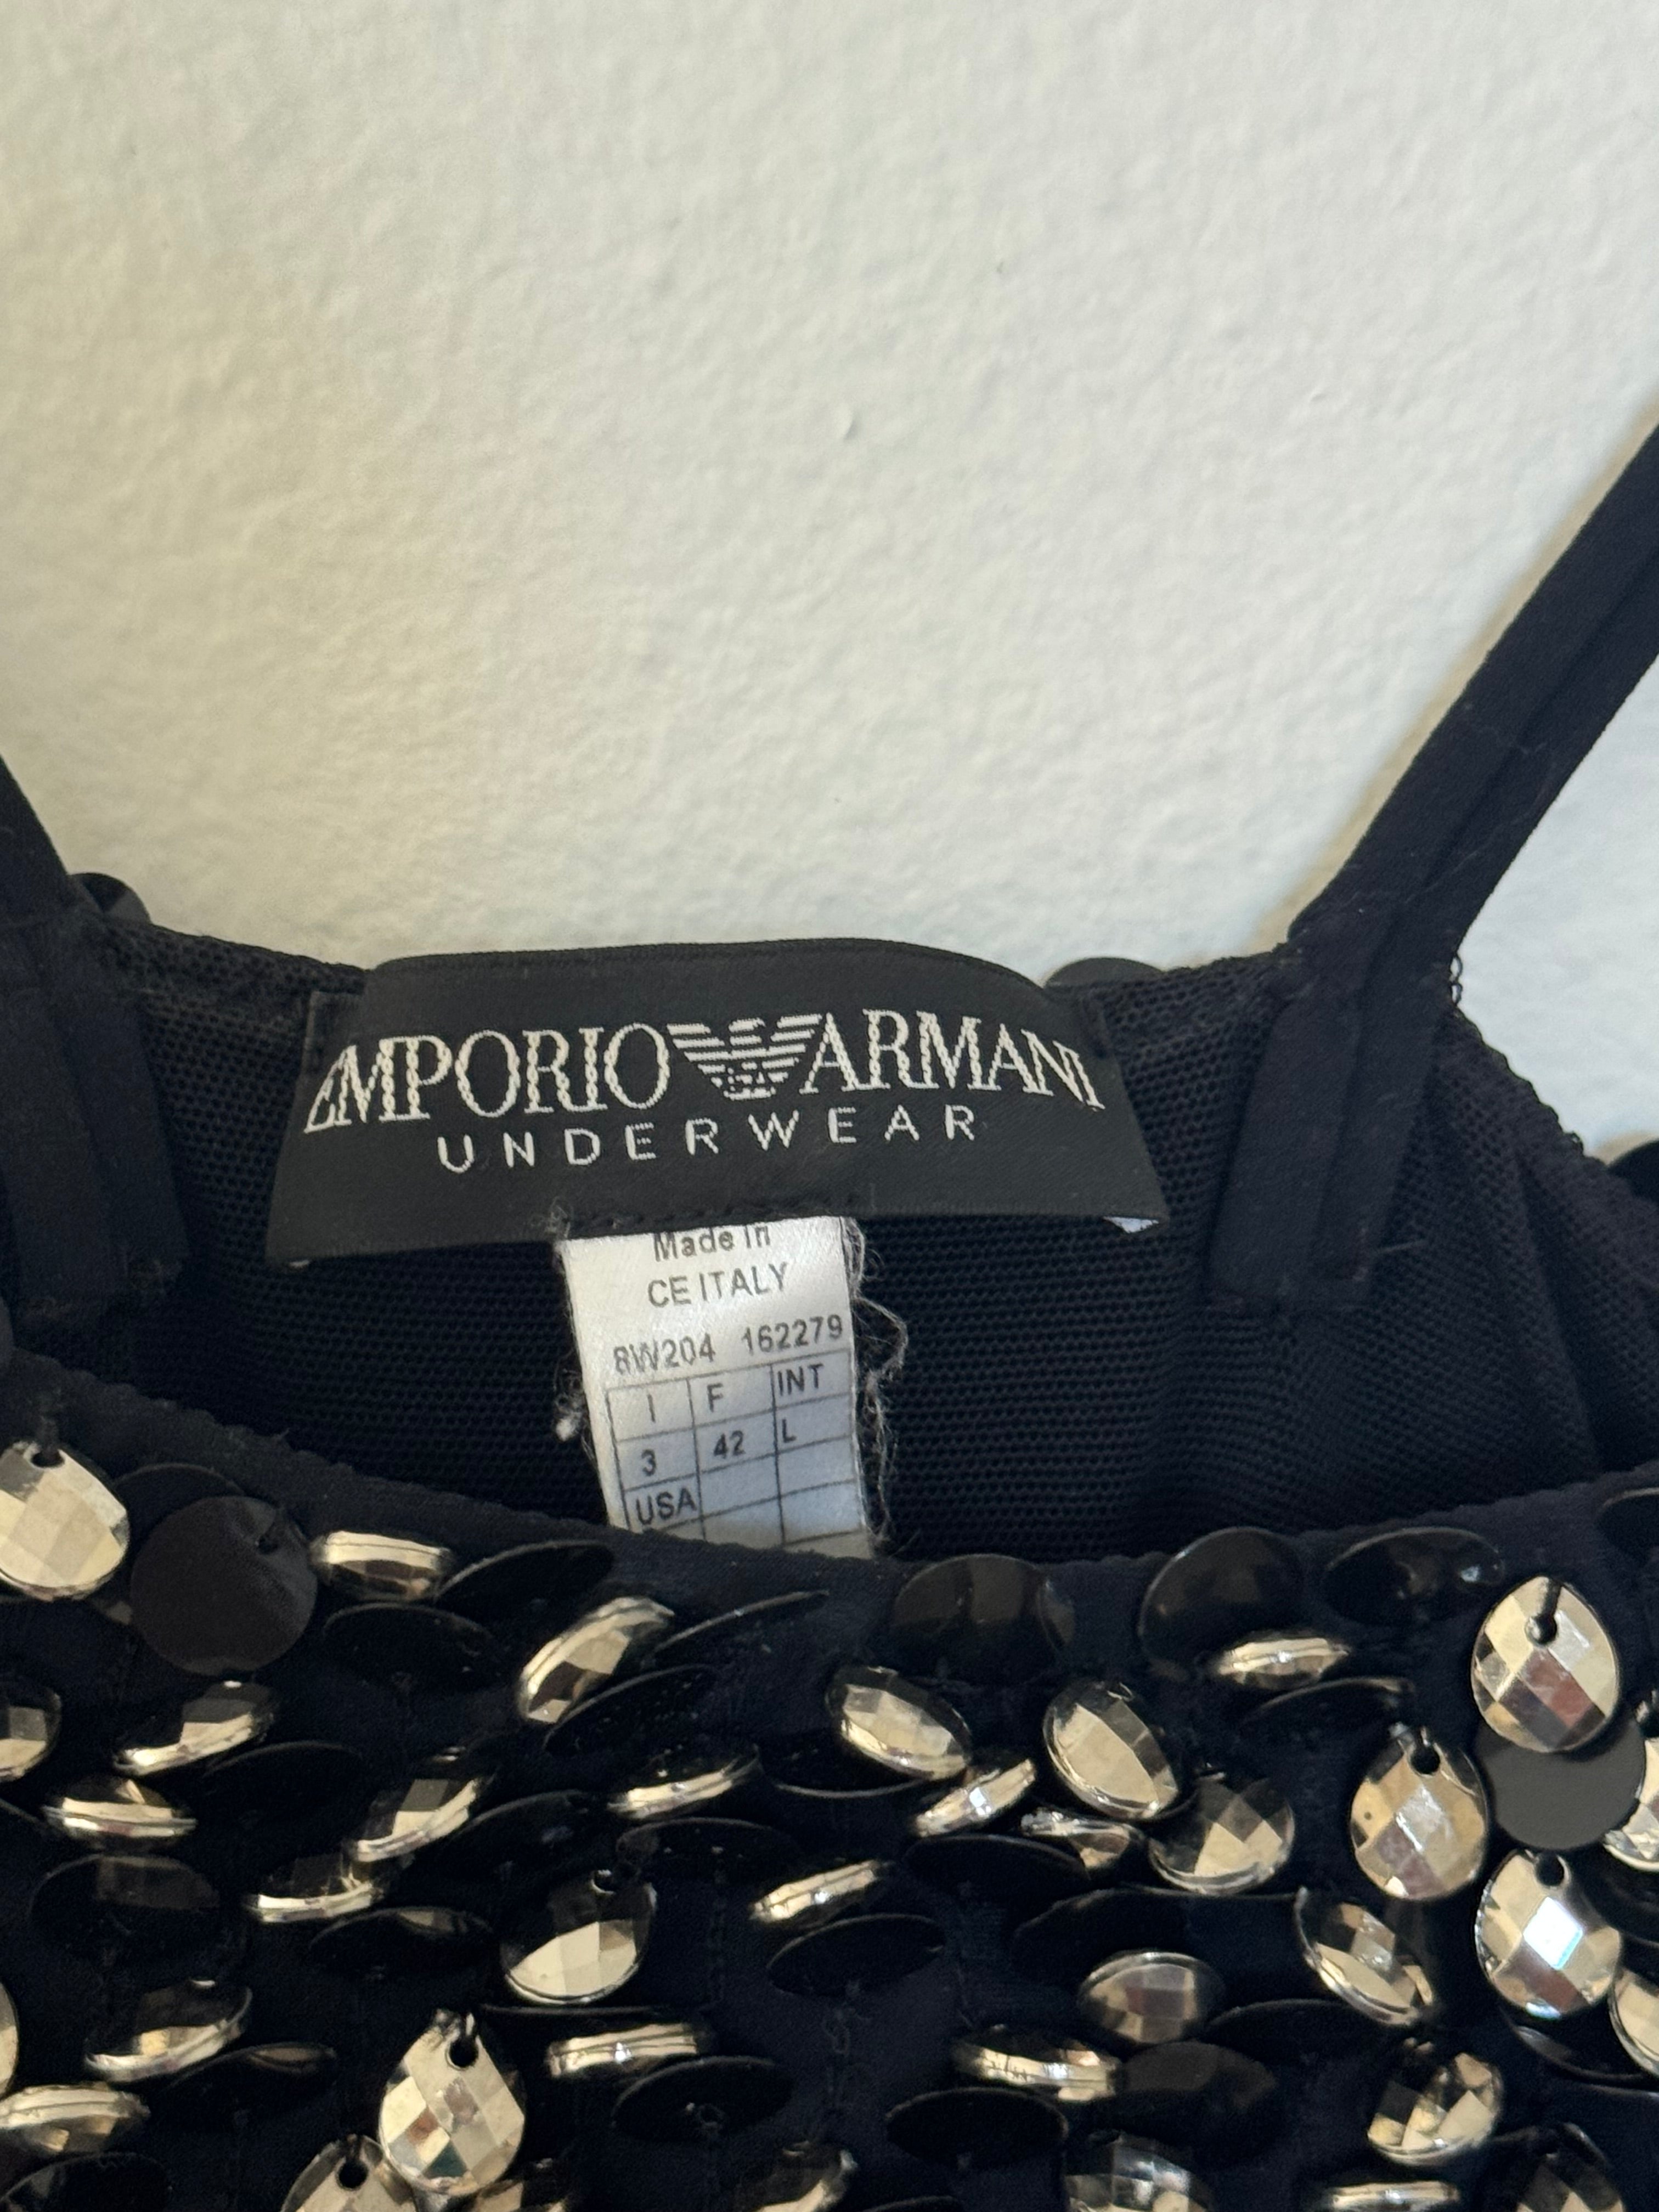 EMPORIO ARMANI
UNDERWEAR
Made In
CE ITALY
8W204 162279
I F INT
3 42 L
USA